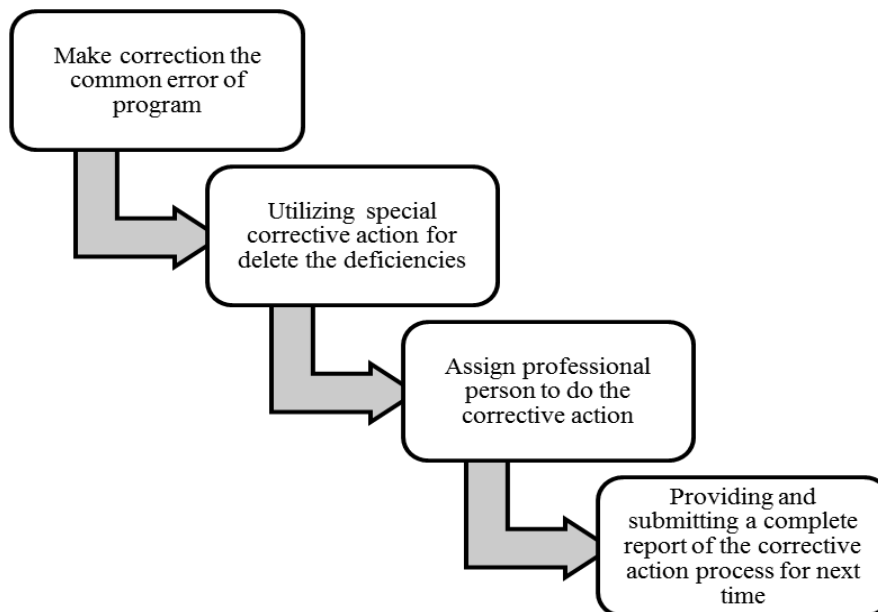 Make correction the
common error of
program
Utilizing special
corrective action for
delete the deficiencies
Assign professional
person to do the
corrective action
Providing and
submitting a complete
report of the corrective
action process for next
time